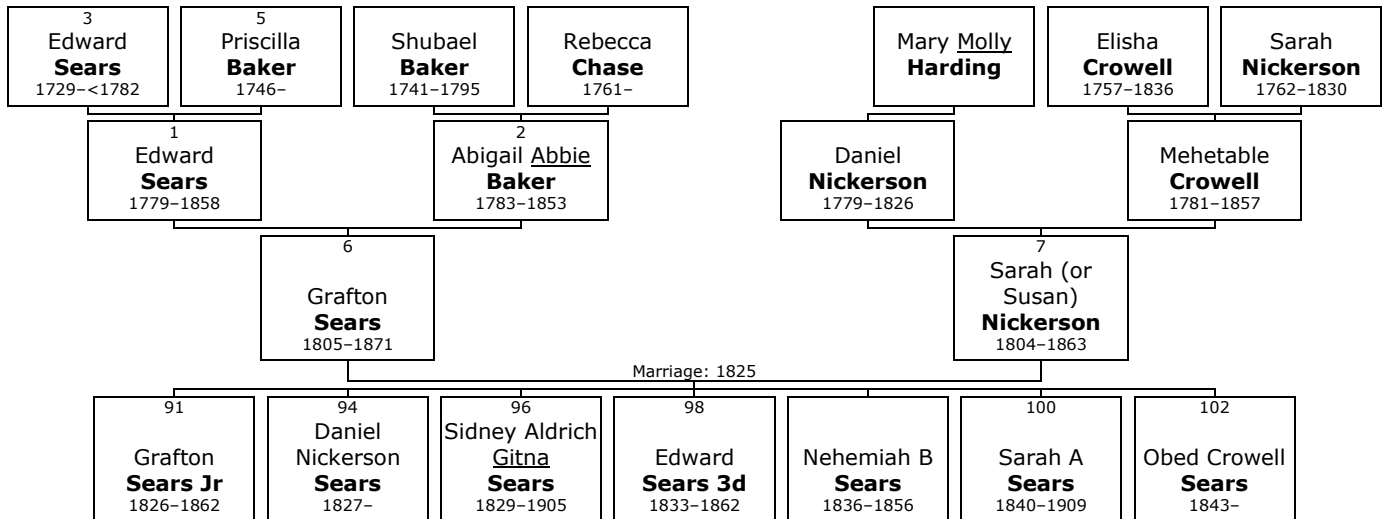 3
Edward
Sears
1729–<1782
5
Priscilla
Baker
1746–
Shubael
Baker
1741–1795
Rebecca
Chase
1761–
Mary Molly
Harding
Elisha
Crowell
1757–1836
Sarah
Nickerson
1762–1830
1
Edward
Sears
1779–1858
2
Abigail Abbie
Baker
1783–1853
Daniel
Nickerson
1779–1826
Mehetable
Crowell
1781–1857
6
Grafton
Sears
1805–1871
7
Sarah (or
Susan)
Nickerson
1804–1863
Marriage: 1825
91
Grafton
Sears Jr
1826–1862
94
Daniel
Nickerson
Sears
1827–
96
Sidney Aldrich
Gitna
Sears
1829–1905
98
Edward
Sears 3d
1833–1862
Nehemiah B
Sears
1836–1856
100
Sarah A
Sears
1840–1909
102
Obed Crowell
Sears
1843–